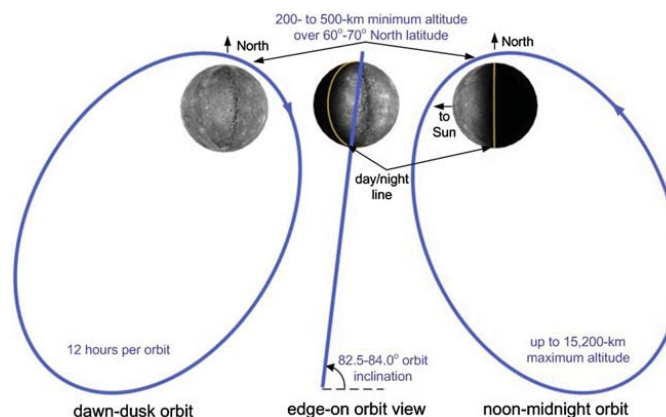 200- to 500-km minimum altitude
over 60°-70° North latitude
North
North
to
Sun
day/night
line
12 hours per orbit
82.5-84.0° orbit
inclination
up to 15,200-km
maximum altitude
dawn-dusk orbit
edge-on orbit view
noon-midnight orbit